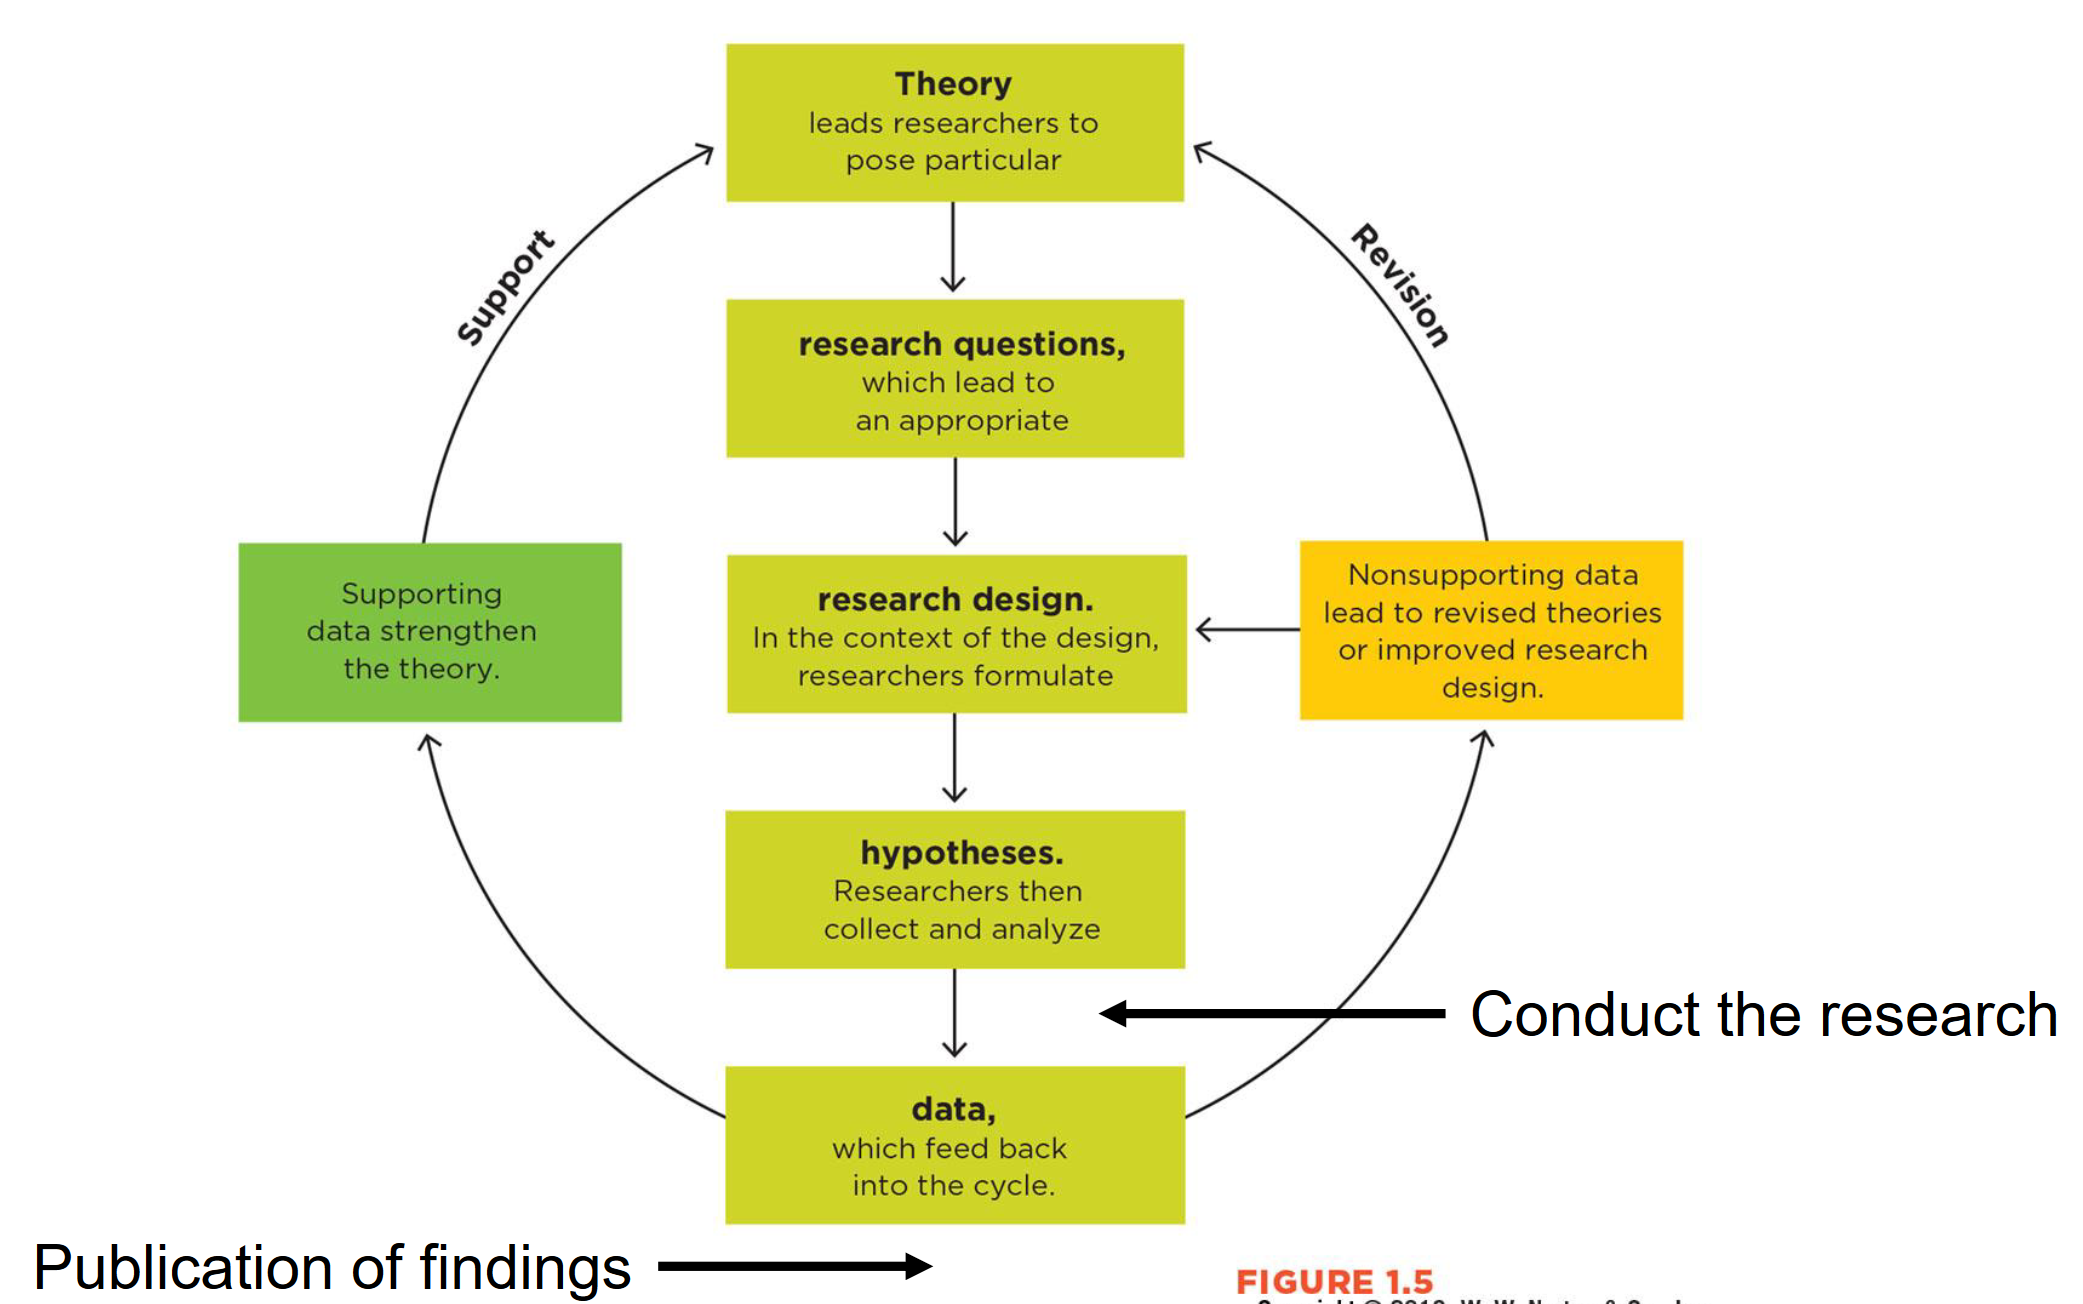 Theory
leads researchers to
pose particular
Support
Revision
research questions,
which lead to
an appropriate
Supporting
data strengthen
the theory.
research design.
In the context of the design,
researchers formulate
Nonsupporting data
lead to revised theories
or improved research
design.
hypotheses.
Researchers then
collect and analyze
Conduct the research
data,
which feed back
into the cycle.
Publication of findings
FIGURE 1.5